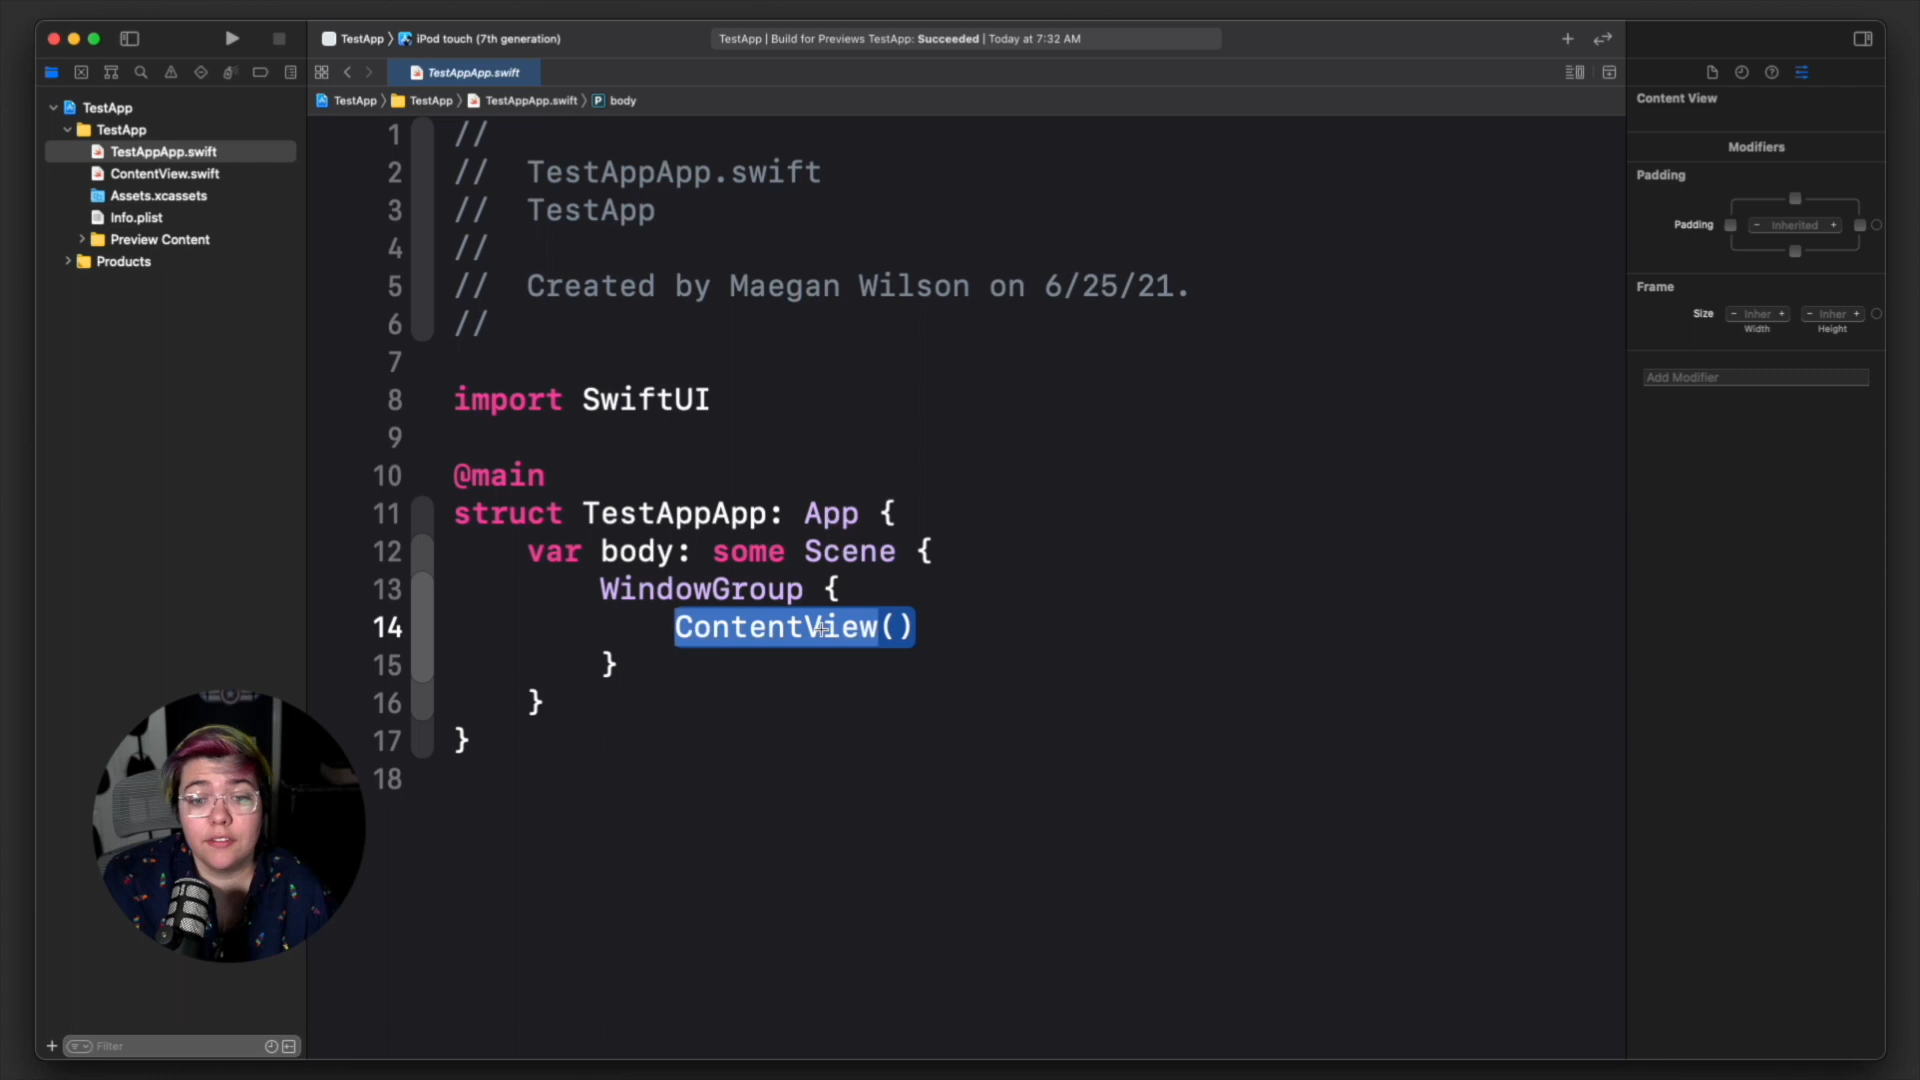 TestApp
iPod touch (7th generation)
TestApp | Build for Previews TestApp: Succeeded | Today at 7:32 AM
TestAppApp.swift
TestApp
TestApp
TestAppApp.swift
P
body
TestApp
TestApp
TestAppApp.swift
ContentView.swift
Assets.xcassets
Info.plist
Preview Content
Products
Filter
1 //
2 //  TestAppApp.swift
3 //  TestApp
4 //
5 //  Created by Maegan Wilson on 6/25/21.
6 //
7
8 import SwiftUI
9
10 @main
11 struct TestAppApp: App {
12     var body: some Scene {
13         WindowGroup {
14             ContentView()
15         }
16     }
17 }
18
Content View
Modifiers
Padding
Padding
- Inherited +
Frame
Size
- Inher +
- Inher +
Width
Height
Add Modifier